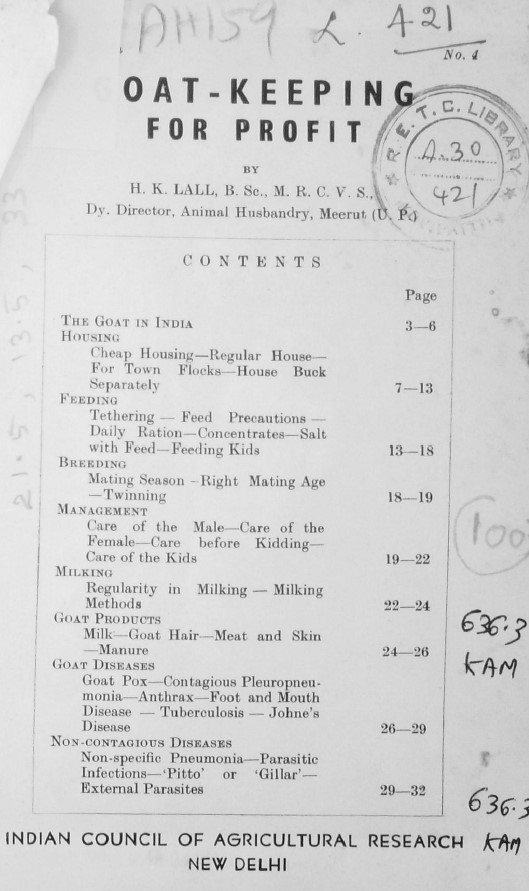 AH159 L. 421
No. 4
OAT-KEEPING
FOR PROFIT
R. E. T. C. LIBRARY
A.30
421
BY
H. K. LALL, B. Sc., M. R. C. V. S.,
Dy. Director, Animal Husbandry, Meerut (U. P.)
CONTENTS
Page
THE GOAT IN INDIA 3—6
HOUSING
Cheap Housing—Regular House—
For Town Flocks—House Buck
Separately 7—13
FEEDING
Tethering — Feed Precautions —
Daily Ration—Concentrates—Salt
with Feed—Feeding Kids 13—18
BREEDING
Mating Season -Right Mating Age
—Twinning 18—19
MANAGEMENT
Care of the Male—Care of the
Female—Care before Kidding—
Care of the Kids 19—22
MILKING
Regularity in Milking — Milking
Methods 22—24
GOAT PRODUCTS
Milk—Goat Hair—Meat and Skin
—Manure 24—26
GOAT DISEASES
Goat Pox—Contagious Pleuropneu-
monia—Anthrax—Foot and Mouth
Disease — Tuberculosis — Johne's
Disease 26—29
NON-CONTAGIOUS DISEASES
Non-specific Pneumonia—Parasitic
Infections—'Pitto' or 'Gillar'—
External Parasites 29—32
21.5, 13.5, 33
100
636.3
KAM
636.3
KAM
INDIAN COUNCIL OF AGRICULTURAL RESEARCH
NEW DELHI